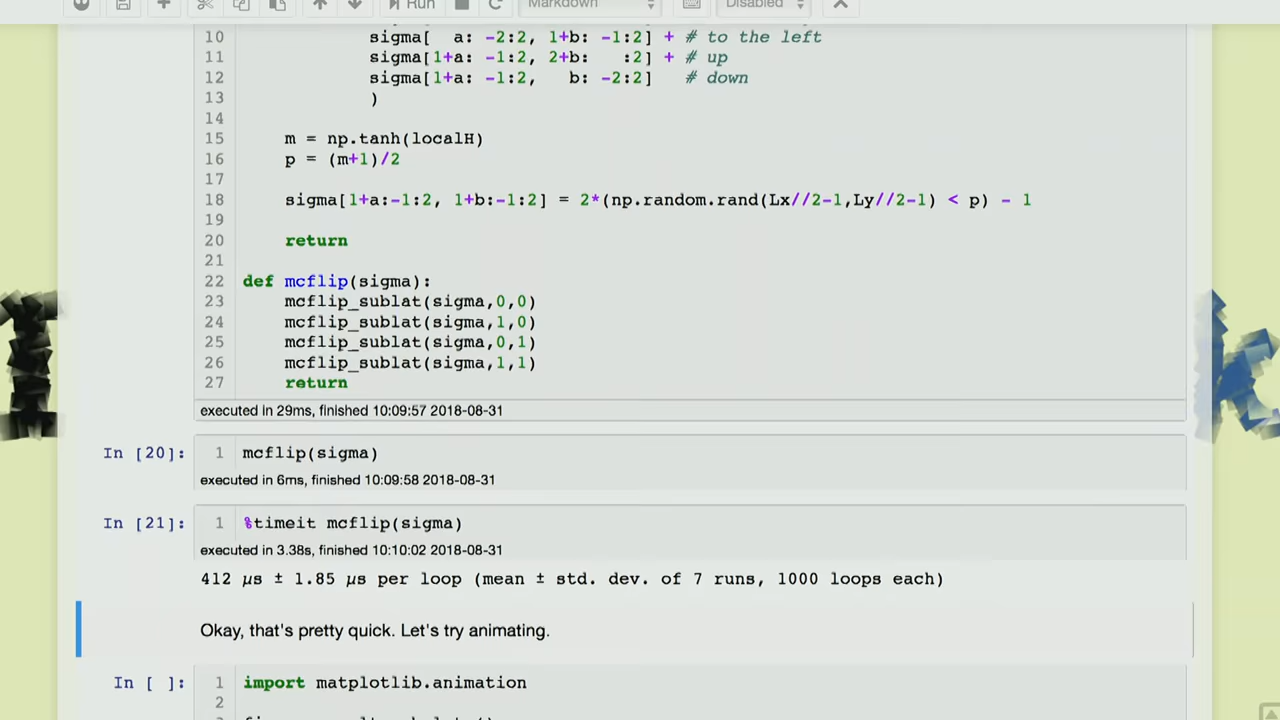 Run Markdown Disabled
10 sigma[  a: -2:2, 1+b: -1:2] + # to the left
11 sigma[1+a: -1:2, 2+b:   :2] + # up
12 sigma[1+a: -1:2,   b: -2:2]   # down
13 )
14
15 m = np.tanh(localH)
16 p = (m+1)/2
17
18 sigma[1+a:-1:2, 1+b:-1:2] = 2*(np.random.rand(Lx//2-1,Ly//2-1) < p) - 1
19
20 return
21
22 def mcflip(sigma):
23 mcflip_sublat(sigma,0,0)
24 mcflip_sublat(sigma,1,0)
25 mcflip_sublat(sigma,0,1)
26 mcflip_sublat(sigma,1,1)
27 return
executed in 29ms, finished 10:09:57 2018-08-31
In [20]: 1 mcflip(sigma)
executed in 6ms, finished 10:09:58 2018-08-31
In [21]: 1 %timeit mcflip(sigma)
executed in 3.38s, finished 10:10:02 2018-08-31
412 µs ± 1.85 µs per loop (mean ± std. dev. of 7 runs, 1000 loops each)
Okay, that's pretty quick. Let's try animating.
In [ ]: 1 import matplotlib.animation
2